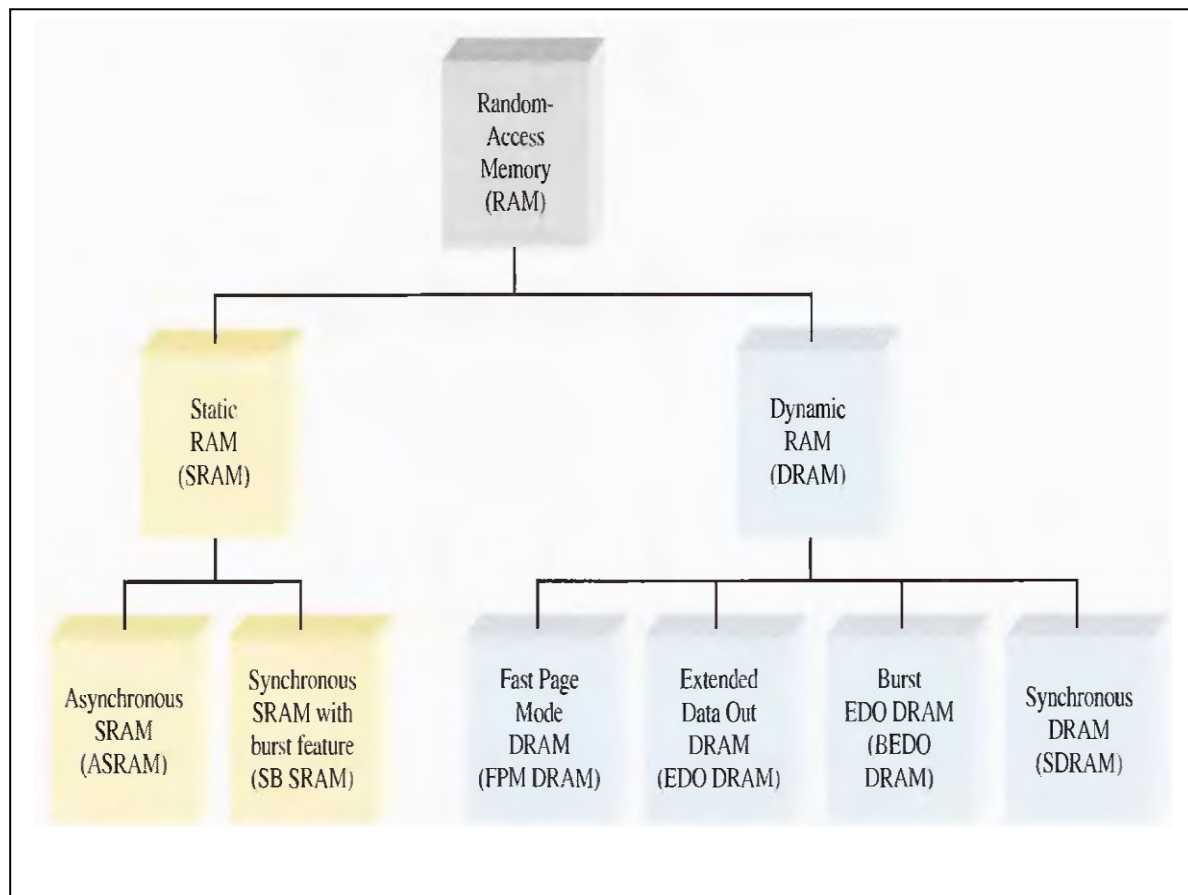 Random-
Access
Memory
(RAM)
Static
RAM
(SRAM)
Dynamic
RAM
(DRAM)
Asynchronous
SRAM
(ASRAM)
Synchronous
SRAM with
burst feature
(SB SRAM)
Fast Page
Mode
DRAM
(FPM DRAM)
Extended
Data Out
DRAM
(EDO DRAM)
Burst
EDO DRAM
(BEDO
DRAM)
Synchronous
DRAM
(SDRAM)